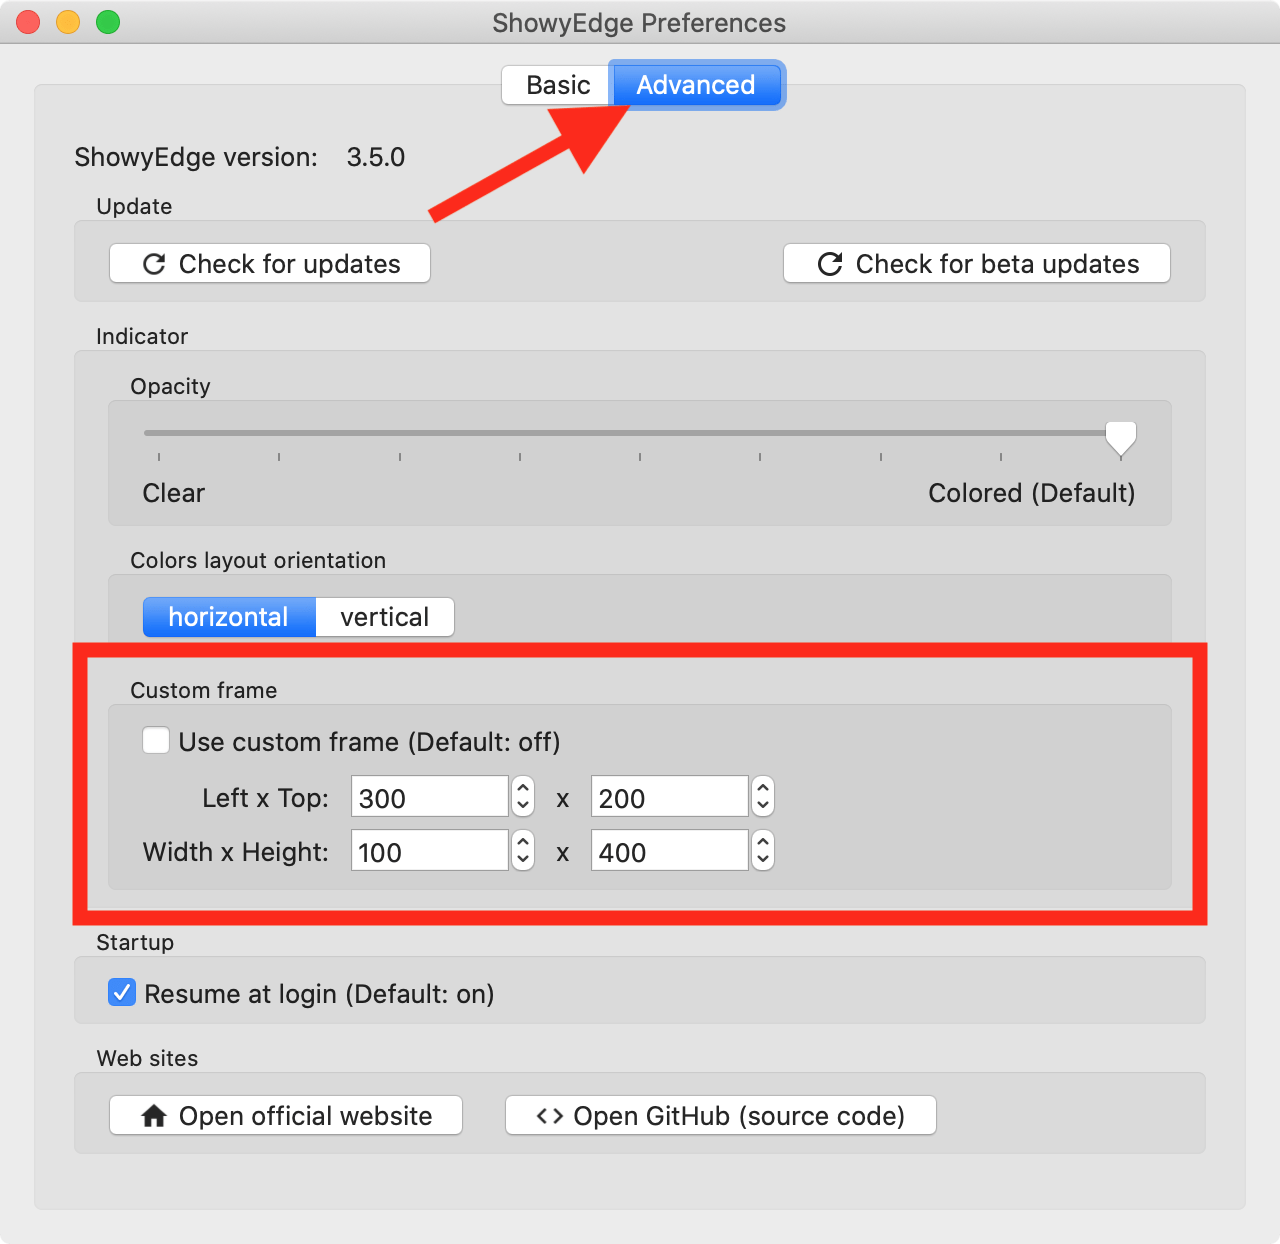 ShowyEdge Preferences
Basic Advanced
ShowyEdge version: 3.5.0
Update
Check for updates Check for beta updates
Indicator
Opacity
Clear Colored (Default)
Colors layout orientation
horizontal vertical
Custom frame
Use custom frame (Default: off)
Left x Top: 300 x 200
Width x Height: 100 x 400
Startup
Resume at login (Default: on)
Web sites
Open official website <> Open GitHub (source code)